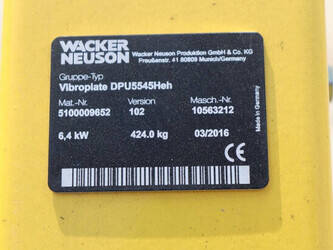 WACKER
NEUSON
Wacker Neuson Produktion GmbH & Co. KG
Preußenstr. 41 80809 Munich/Germany
Gruppe-Typ
Vibroplate DPU5545Heh
Mat.-Nr. Version Masch.-Nr.
5100009652 102 10563212
6,4 kW 424.0 kg 03/2016
CE
Made in Germany